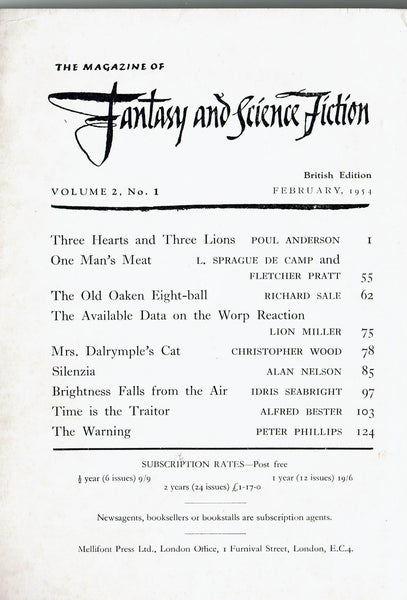 THE MAGAZINE OF
Fantasy and Science Fiction
British Edition
VOLUME 2, No. 1 FEBRUARY, 1954
Three Hearts and Three Lions POUL ANDERSON 1
One Man's Meat L. SPRAGUE DE CAMP and
FLETCHER PRATT 55
The Old Oaken Eight-ball RICHARD SALE 62
The Available Data on the Worp Reaction
LION MILLER 75
Mrs. Dalrymple's Cat CHRISTOPHER WOOD 78
Silenzia ALAN NELSON 85
Brightness Falls from the Air IDRIS SEABRIGHT 97
Time is the Traitor ALFRED BESTER 103
The Warning PETER PHILLIPS 124
SUBSCRIPTION RATES—Post free
½ year (6 issues) 9/9 1 year (12 issues) 19/6
2 years (24 issues) £1-17-0
Newsagents, booksellers or bookstalls are subscription agents.
Mellifont Press Ltd., London Office, 1 Furnival Street, London, E.C.4.